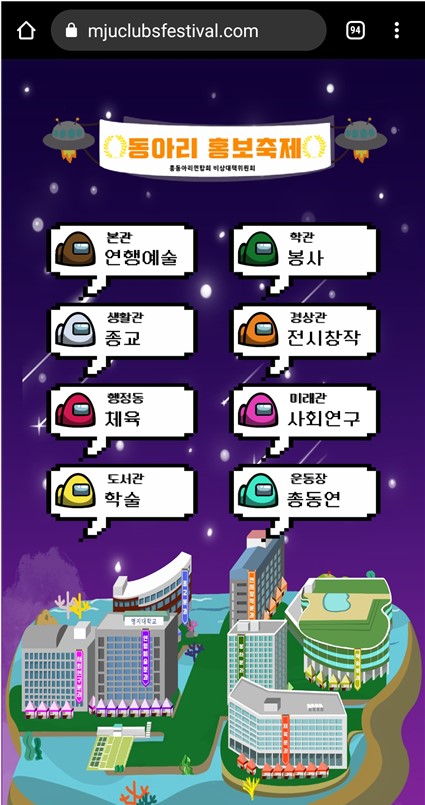 mjuclubsfestival.com
94
동아리 홍보축제
총동아리연합회 비상대책위원회
본관
연행예술
학관
봉사
생활관
종교
경상관
전시창작
행정동
체육
미래관
사회연구
도서관
학술
운동장
총동연
명지대학교